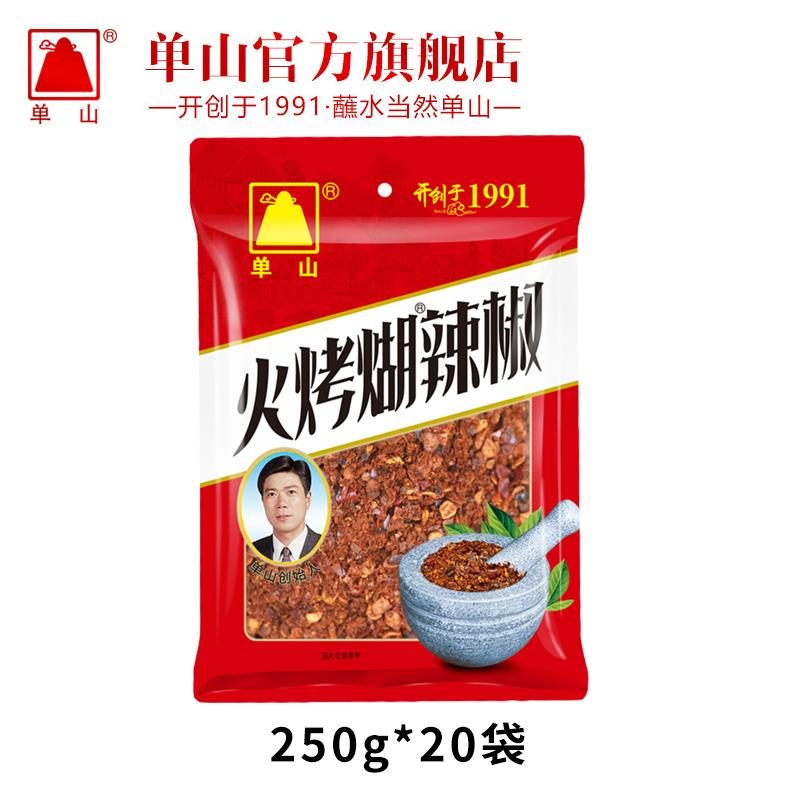 ®
单山
单山官方旗舰店
—开创于1991·蘸水当然单山—
®
单山
开创于1991
火烤煳®辣椒
单山创始人
图片仅供参考
250g*20袋